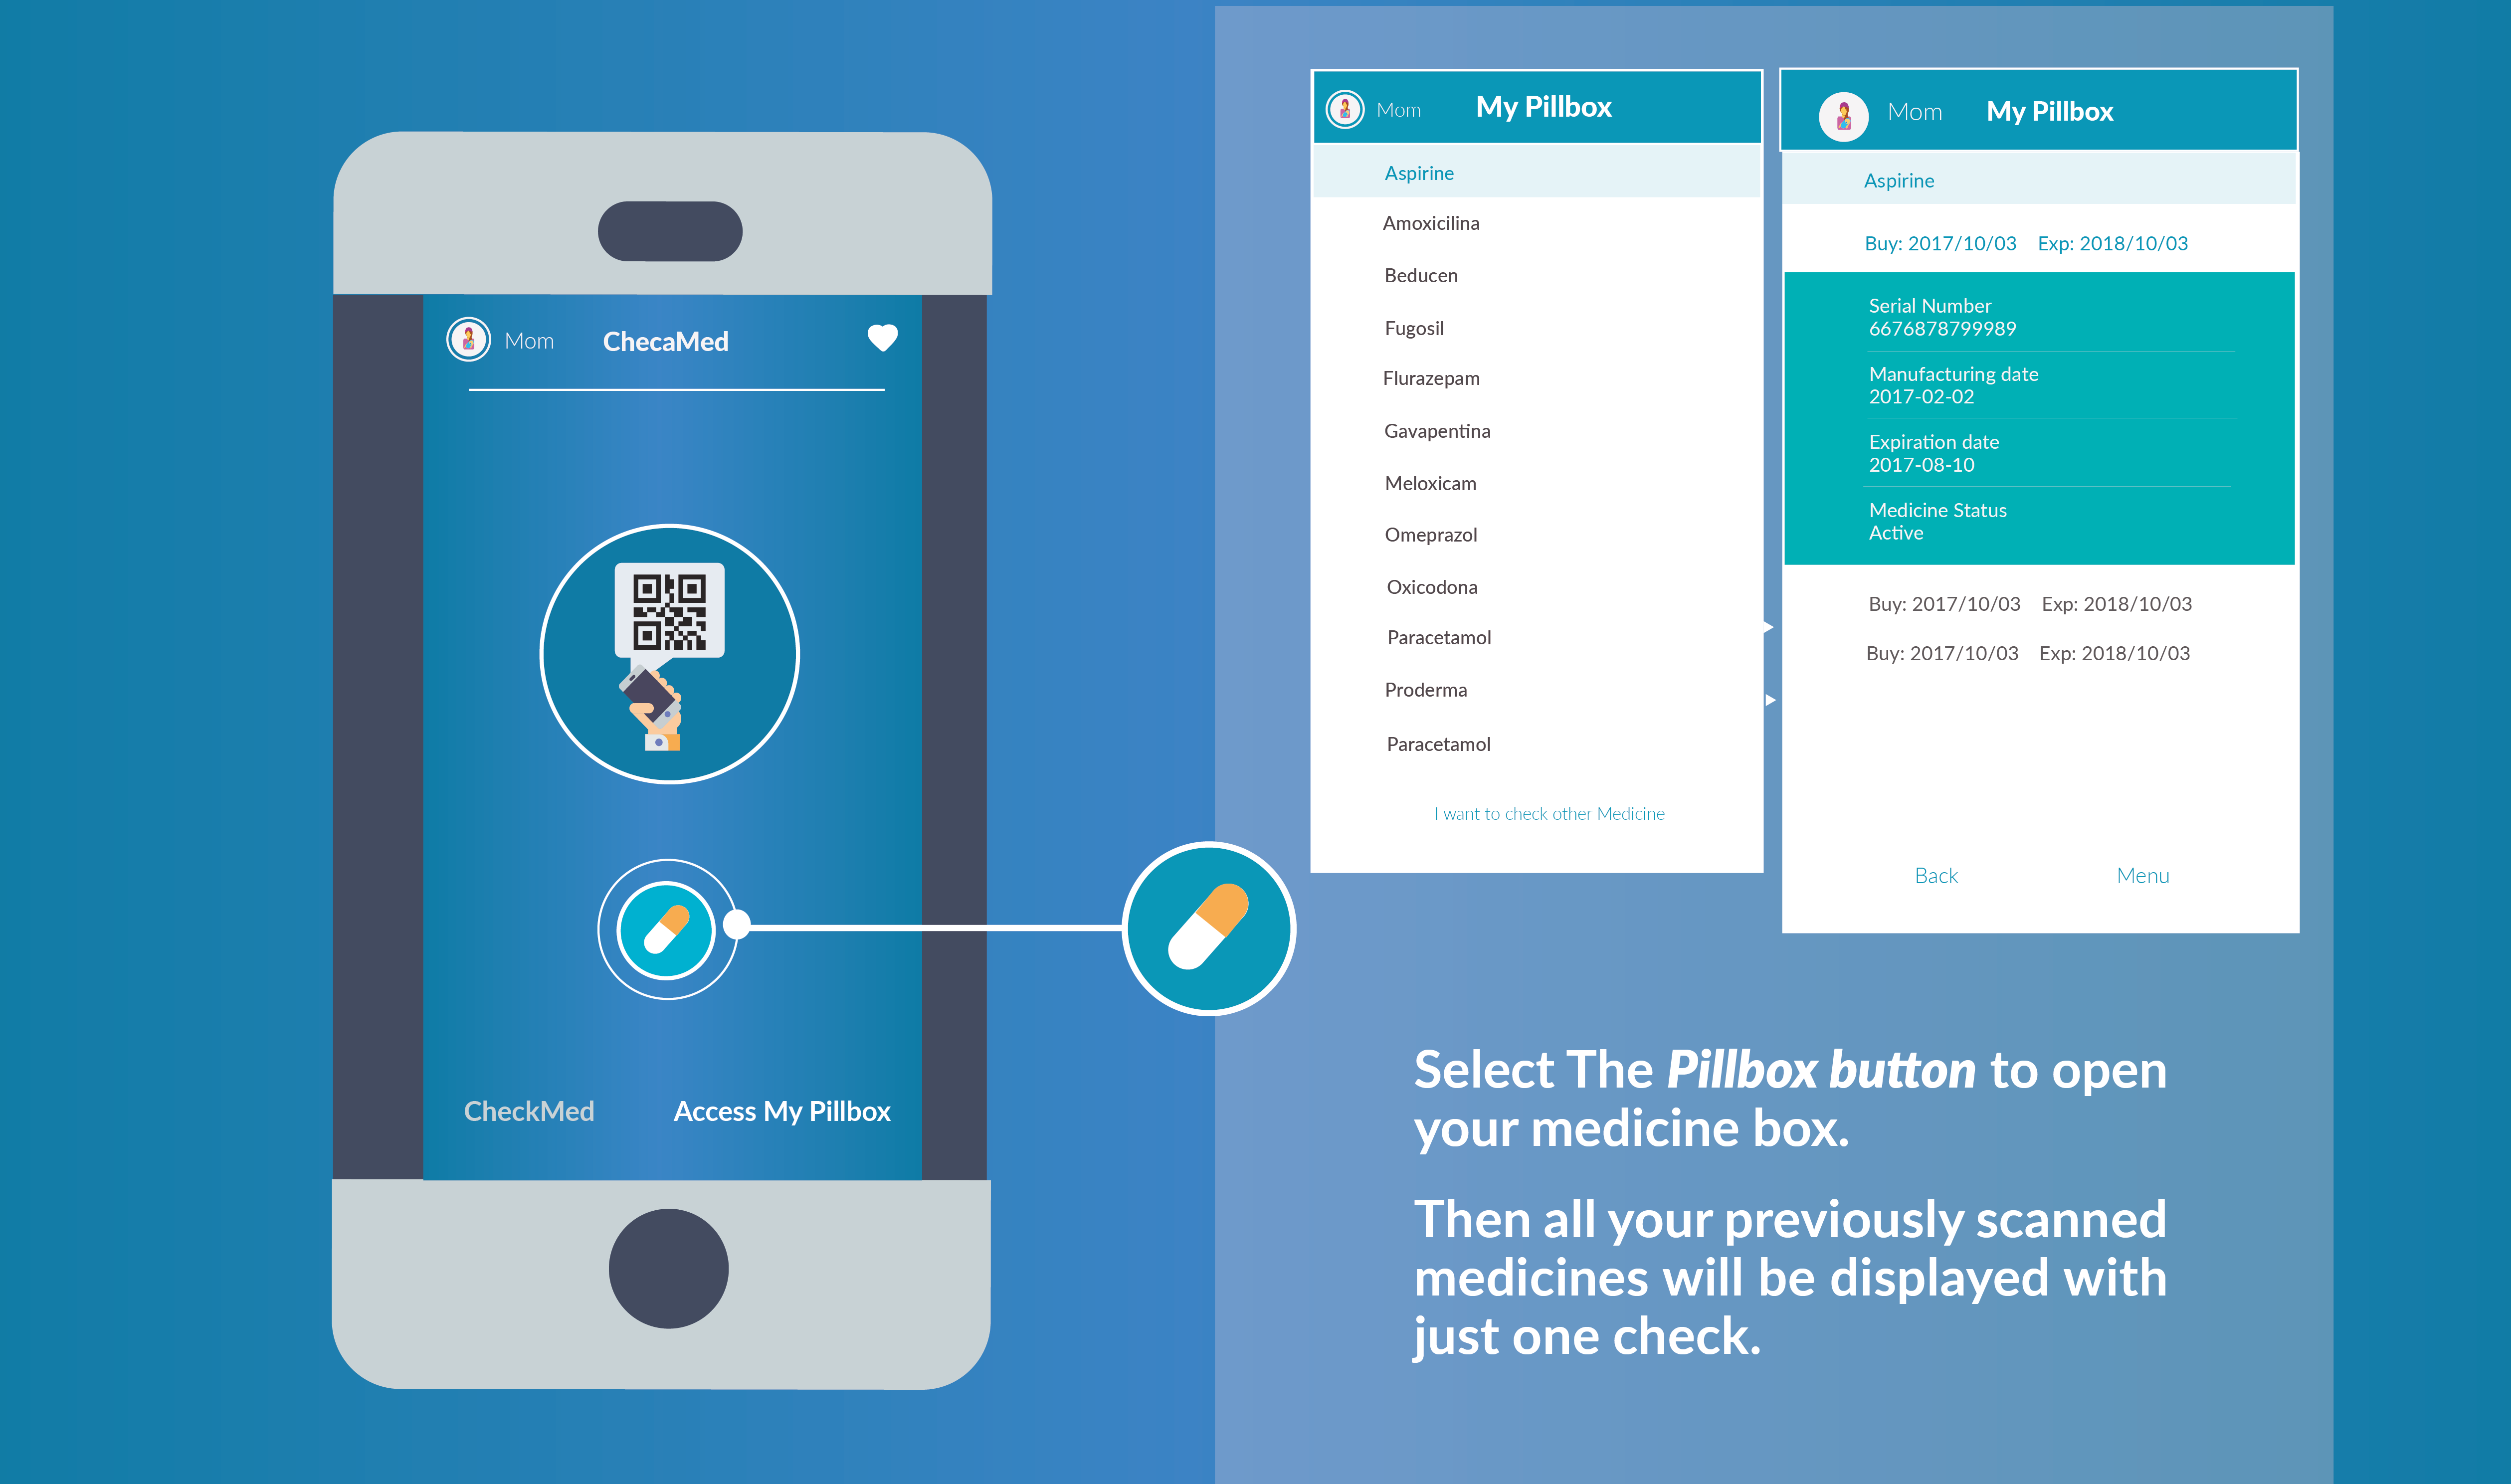 Mom ChecaMed
CheckMed Access My Pillbox
Mom My Pillbox
Aspirine
Amoxicilina
Beducen
Fugosil
Flurazepam
Gavapentina
Meloxicam
Omeprazol
Oxicodona
Paracetamol
Proderma
Paracetamol
I want to check other Medicine
Mom My Pillbox
Aspirine
Buy: 2017/10/03 Exp: 2018/10/03
Serial Number
6676878799989
Manufacturing date
2017-02-02
Expiration date
2017-08-10
Medicine Status
Active
Buy: 2017/10/03 Exp: 2018/10/03
Buy: 2017/10/03 Exp: 2018/10/03
Back Menu
Select The Pillbox button to open
your medicine box.
Then all your previously scanned
medicines will be displayed with
just one check.